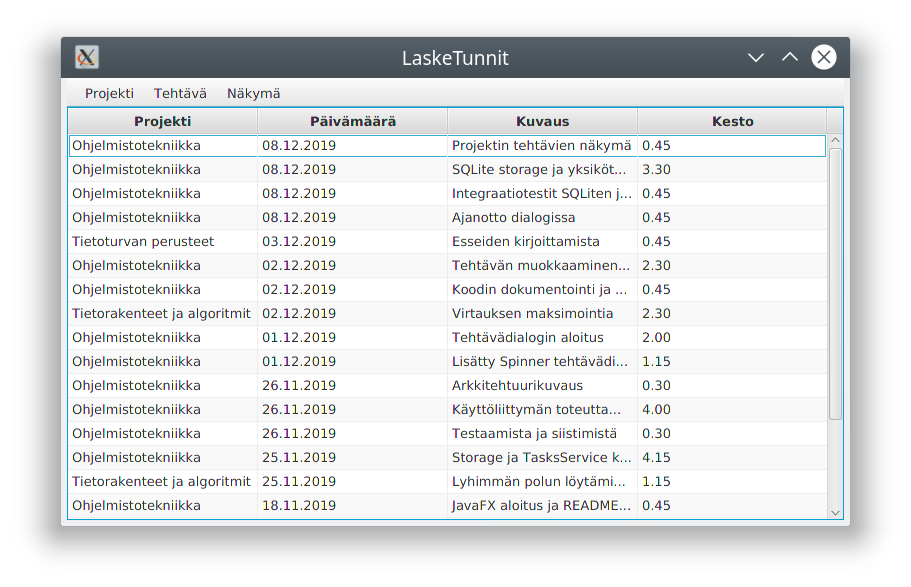 LaskeTunnit
Projekti Tehtävä Näkymä
Projekti Päivämäärä Kuvaus Kesto
Ohjelmistotekniikka 08.12.2019 Projektin tehtävien näkymä 0.45
Ohjelmistotekniikka 08.12.2019 SQLite storage ja yksiköt... 3.30
Ohjelmistotekniikka 08.12.2019 Integraatiotestit SQLiten j... 0.45
Ohjelmistotekniikka 08.12.2019 Ajanotto dialogissa 0.45
Tietoturvan perusteet 03.12.2019 Esseiden kirjoittamista 0.45
Ohjelmistotekniikka 02.12.2019 Tehtävän muokkaaminen... 2.30
Ohjelmistotekniikka 02.12.2019 Koodin dokumentointi ja ... 0.45
Tietorakenteet ja algoritmit 02.12.2019 Virtauksen maksimointia 2.30
Ohjelmistotekniikka 01.12.2019 Tehtävädialogin aloitus 2.00
Ohjelmistotekniikka 01.12.2019 Lisätty Spinner tehtävädi... 1.15
Ohjelmistotekniikka 26.11.2019 Arkkitehtuurikuvaus 0.30
Ohjelmistotekniikka 26.11.2019 Käyttöliittymän toteutta... 4.00
Ohjelmistotekniikka 26.11.2019 Testaamista ja siistimistä 0.30
Ohjelmistotekniikka 25.11.2019 Storage ja TasksService k... 4.15
Tietorakenteet ja algoritmit 25.11.2019 Lyhimmän polun löytämi... 1.15
Ohjelmistotekniikka 18.11.2019 JavaFX aloitus ja README... 0.45